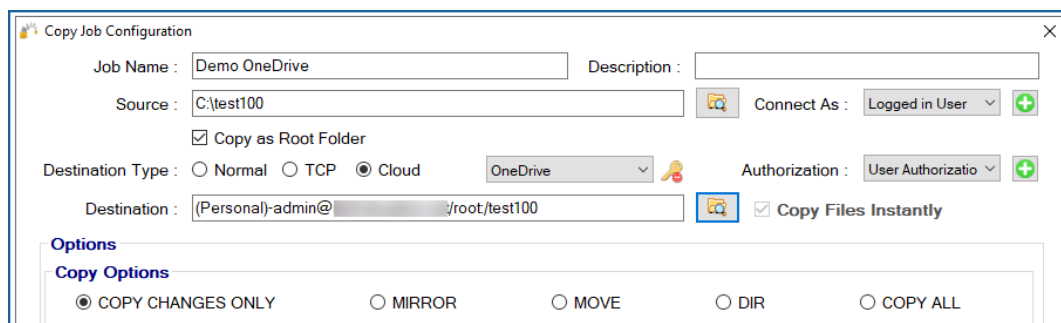 Copy Job Configuration
Job Name : Demo OneDrive Description :
Source : C:\test100 Connect As : Logged in User
Copy as Root Folder
Destination Type : Normal TCP Cloud OneDrive Authorization : User Authorizatio
Destination : (Personal)-admin@ :/root:/test100 Copy Files Instantly
Options
Copy Options
COPY CHANGES ONLY MIRROR MOVE DIR COPY ALL